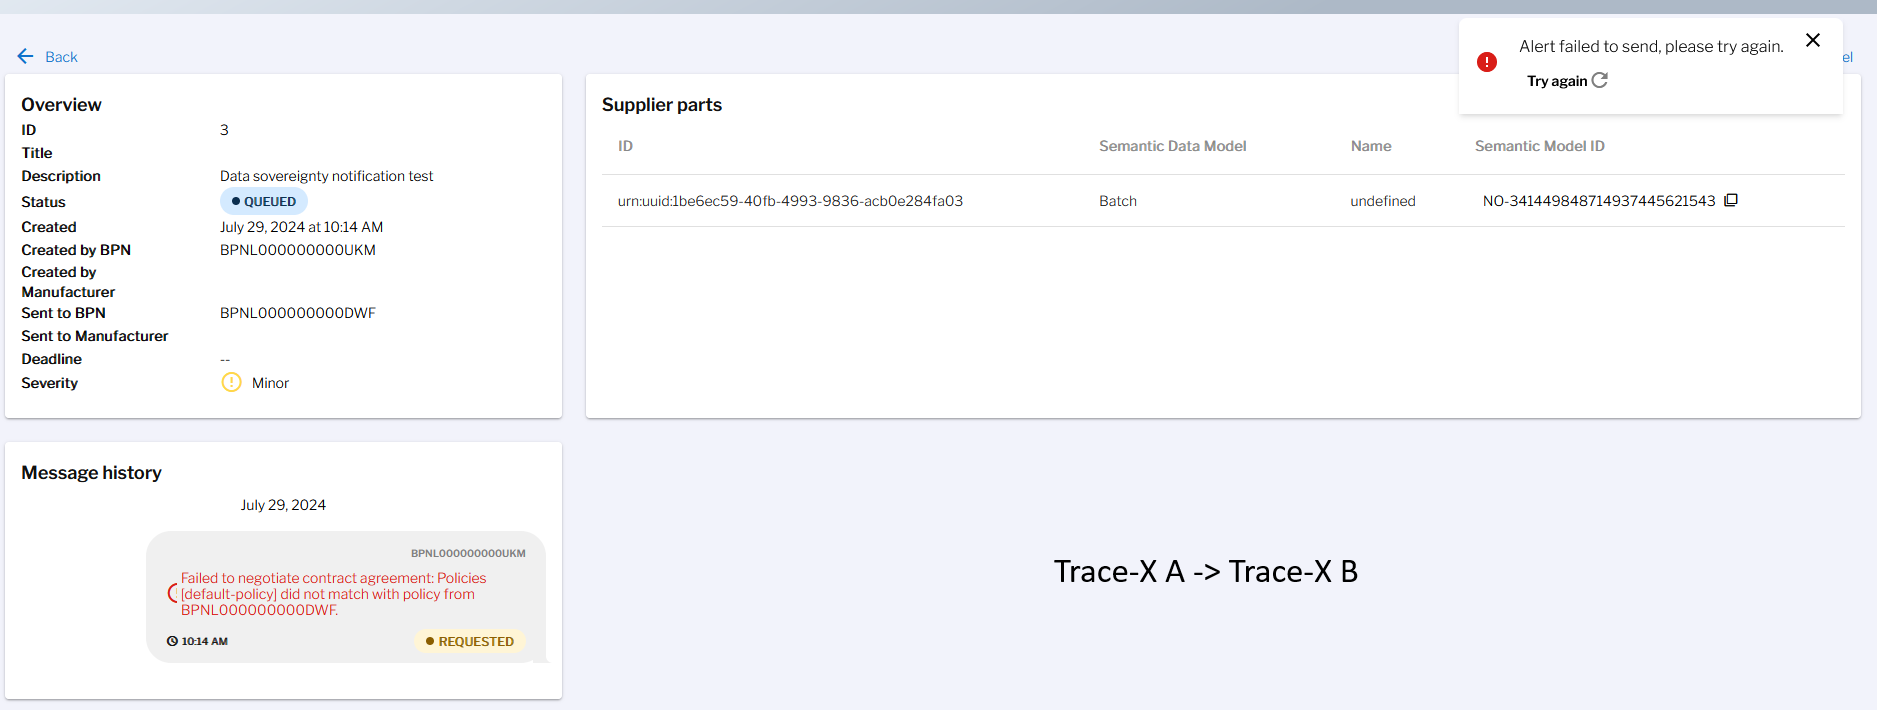 Back
Alert failed to send, please try again.
Try again
el
Overview
ID 3
Title
Description Data sovereignty notification test
Status QUEUED
Created July 29, 2024 at 10:14 AM
Created by BPN BPNL000000000UKM
Created by
Manufacturer
Sent to BPN BPNL000000000DWF
Sent to Manufacturer
Deadline --
Severity Minor
Supplier parts
ID Semantic Data Model Name Semantic Model ID
urn:uuid:1be6ec59-40fb-4993-9836-acb0e284fa03 Batch undefined NO-341449848714937445621543
Message history
July 29, 2024
BPNL000000000UKM
Failed to negotiate contract agreement: Policies
[default-policy] did not match with policy from
BPNL000000000DWF.
10:14 AM REQUESTED
Trace-X A -> Trace-X B